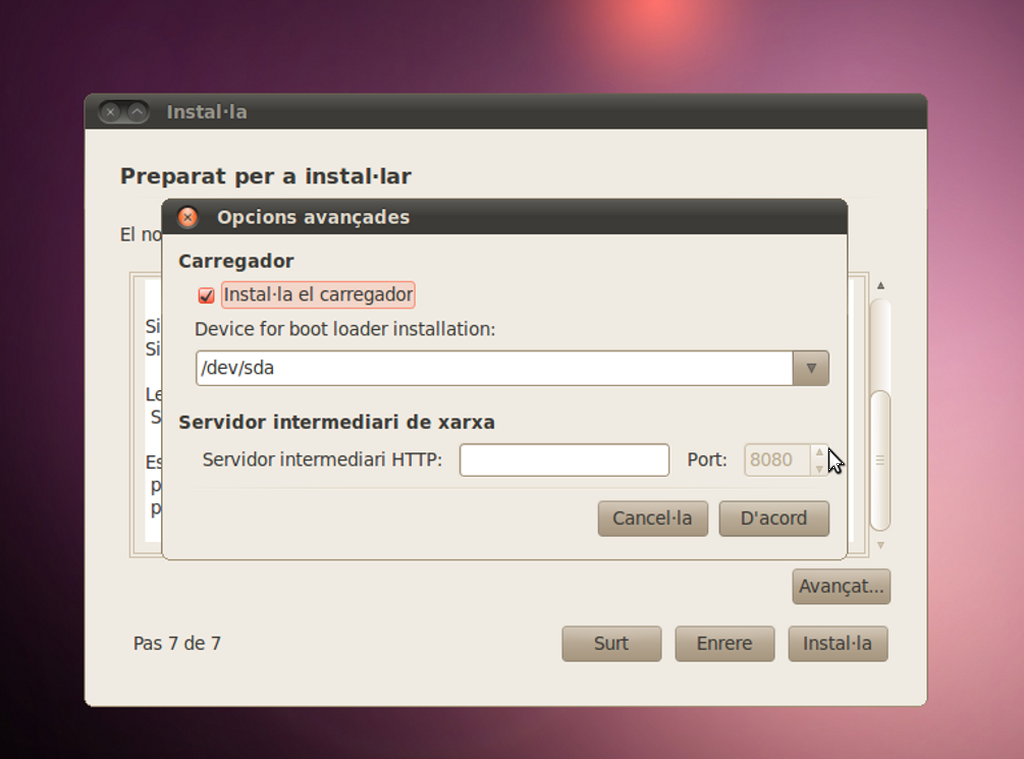 Instal·la
Preparat per a instal·lar
El no
Opcions avançades
Carregador
Instal·la el carregador
Device for boot loader installation:
/dev/sda
Servidor intermediari de xarxa
Servidor intermediari HTTP: Port: 8080
Cancel·la D'acord
Si
Si
Le
S
Es
p
p
Avançat...
Pas 7 de 7 Surt Enrere Instal·la